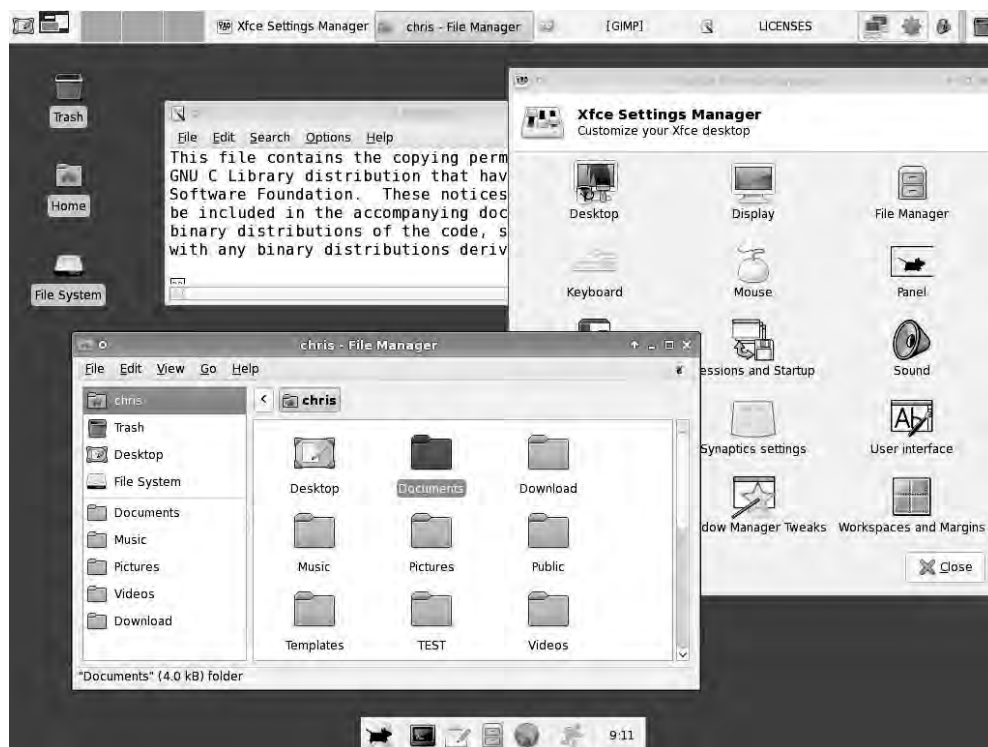 Xfce Settings Manager
chris - File Manager
[GIMP]
LICENSES
Trash
Home
File System
File Edit Search Options Help
This file contains the copying perm
GNU C Library distribution that hav
Software Foundation. These notices
be included in the accompanying doc
binary distributions of the code, s
with any binary distributions deriv
Xfce Settings Manager
Customize your Xfce desktop
Desktop
Display
File Manager
Keyboard
Mouse
Panel
essions and Startup
Sound
Synaptics settings
User interface
dow Manager Tweaks
Workspaces and Margins
Close
chris - File Manager
File Edit View Go Help
chris
Trash
Desktop
File System
Documents
Music
Pictures
Videos
Download
chris
Desktop
Documents
Download
Music
Pictures
Public
Templates
TEST
Videos
"Documents" (4.0 kB) folder
9:11